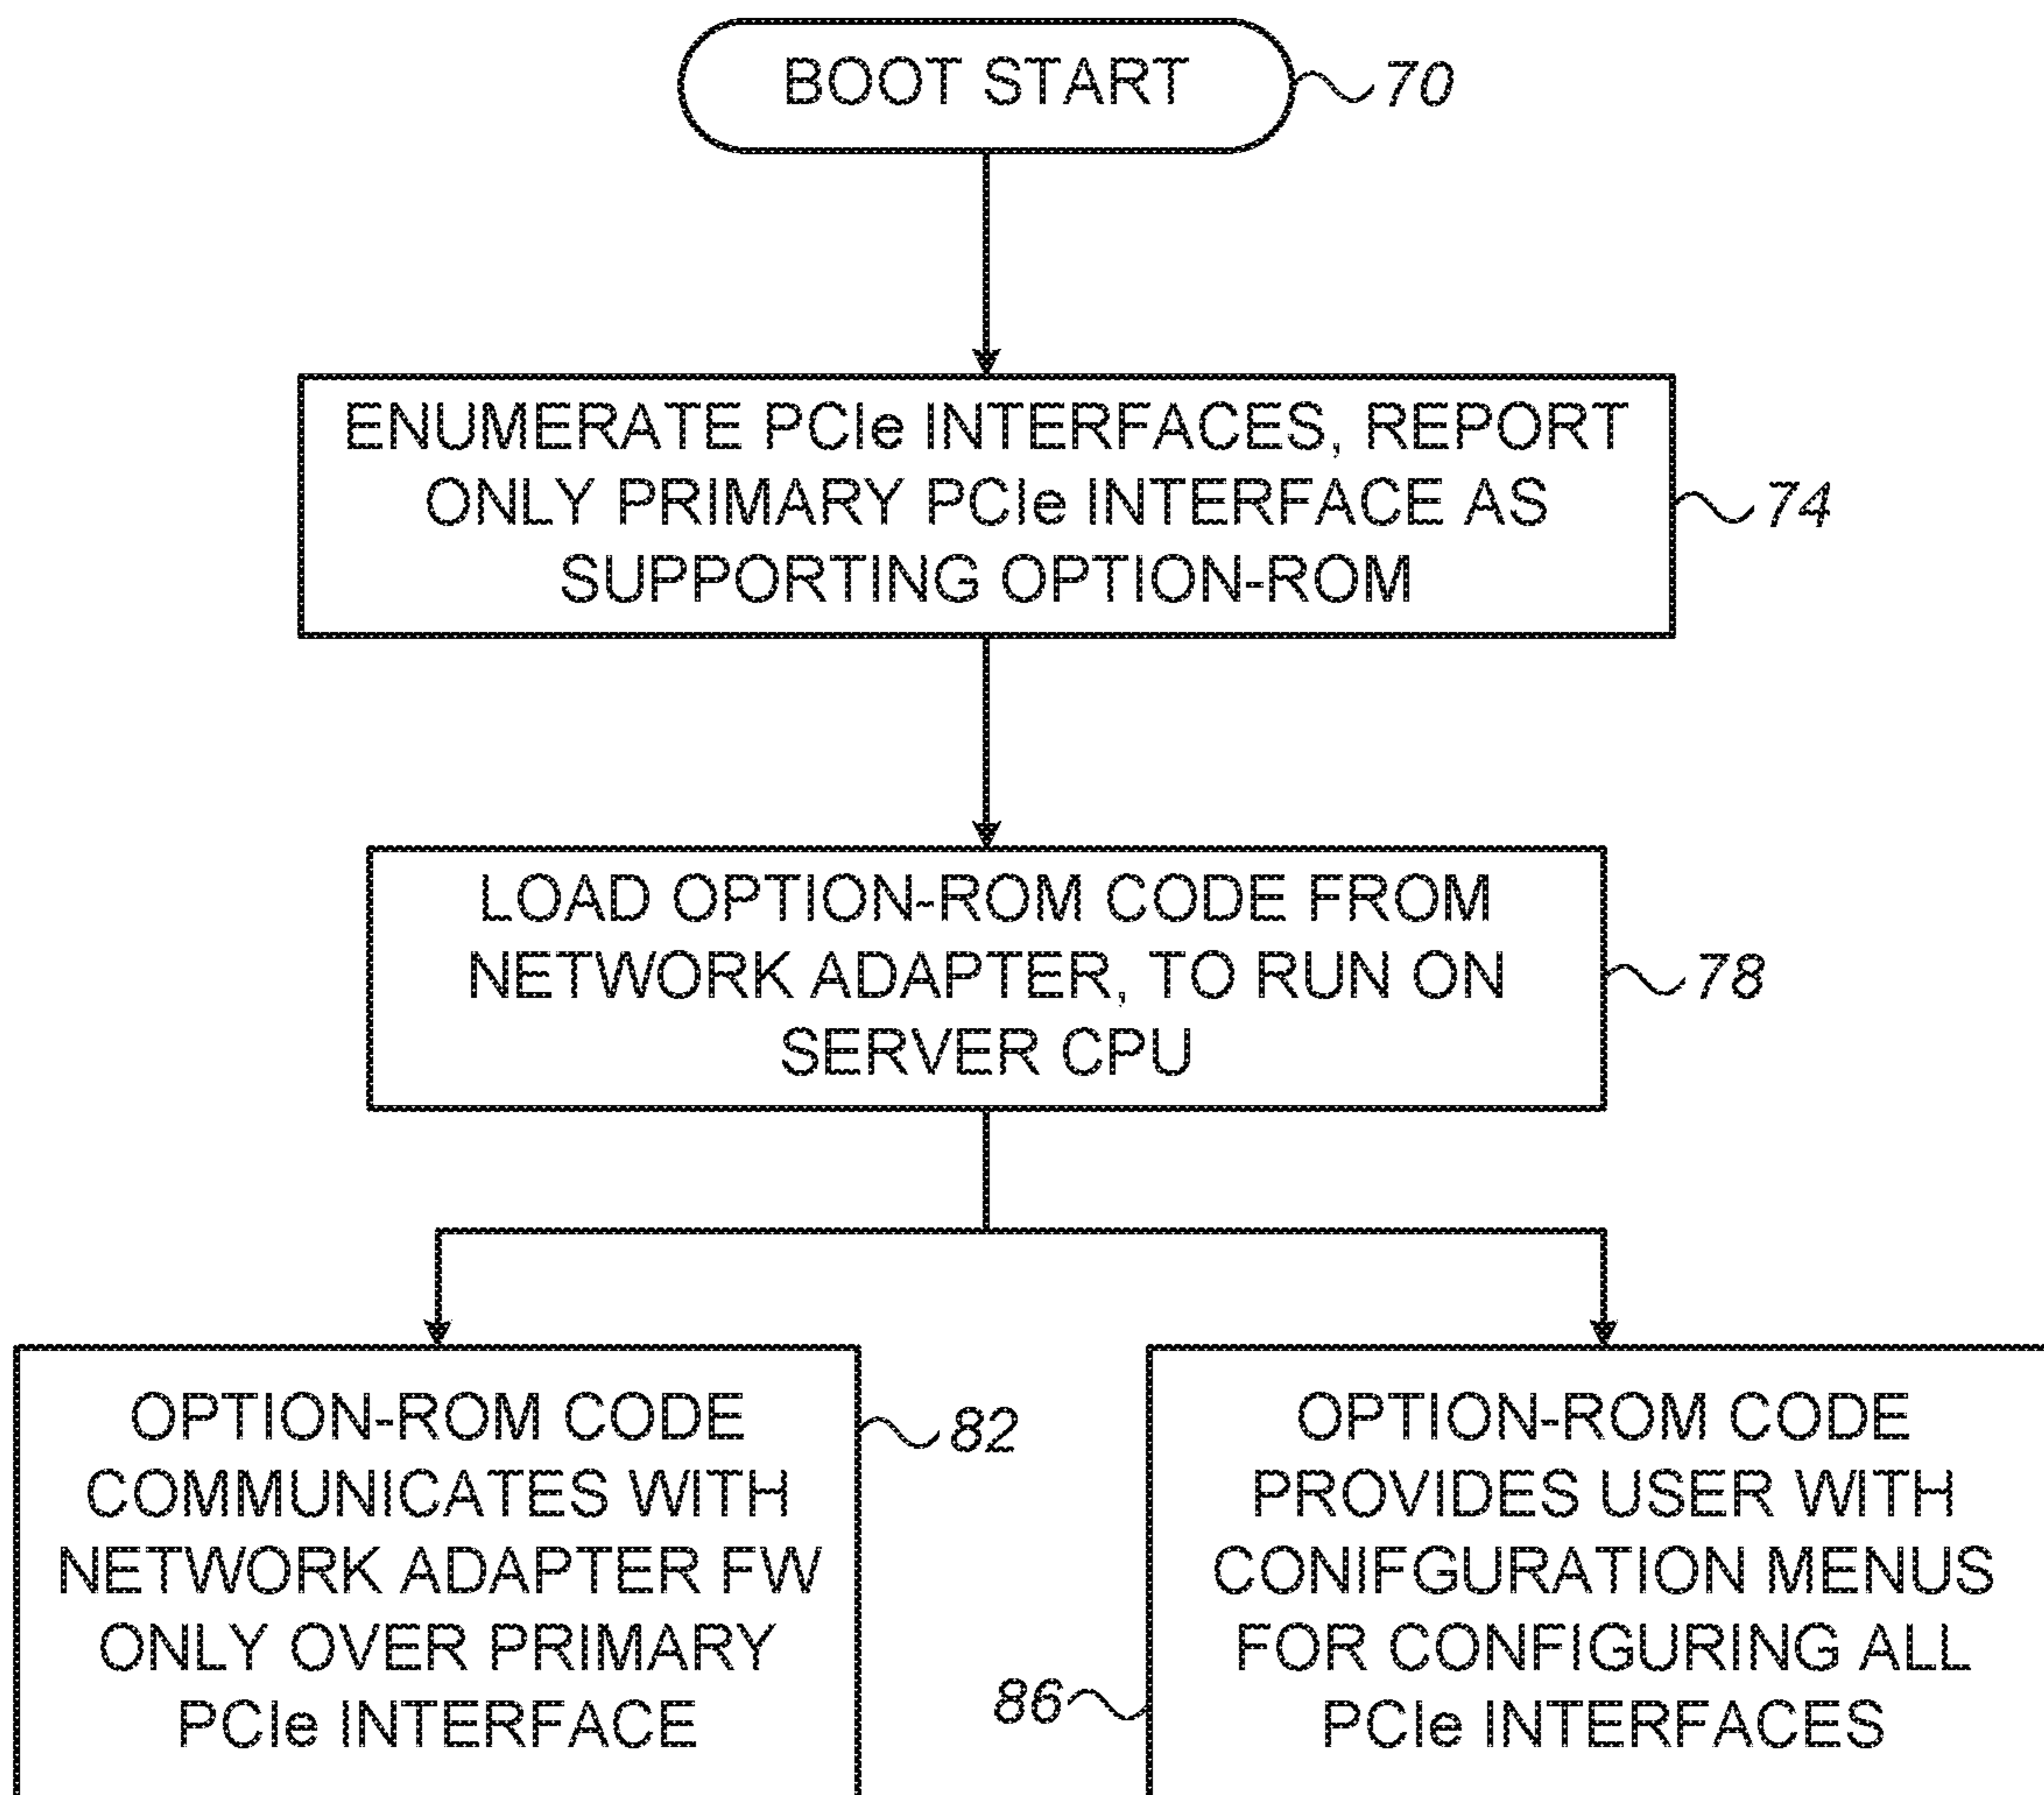 BOOT START
70
ENUMERATE PCIe INTERFACES, REPORT
ONLY PRIMARY PCIe INTERFACE AS
SUPPORTING OPTION-ROM
74
LOAD OPTION-ROM CODE FROM
NETWORK ADAPTER, TO RUN ON
SERVER CPU
78
OPTION-ROM CODE
COMMUNICATES WITH
NETWORK ADAPTER FW
ONLY OVER PRIMARY
PCIe INTERFACE
82
OPTION-ROM CODE
PROVIDES USER WITH
CONIFGURATION MENUS
FOR CONFIGURING ALL
PCIe INTERFACES
86